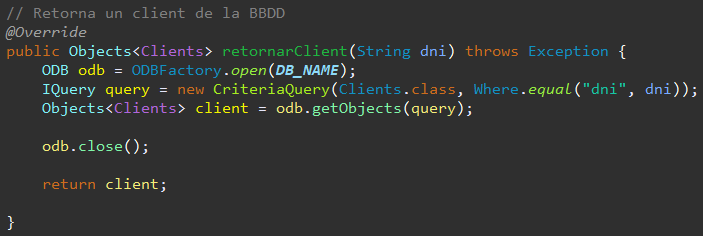 // Retorna un client de la BBDD
@Override
public Objects<Clients> retornarClient(String dni) throws Exception {
ODB odb = ODBFactory.open(DB_NAME);
IQuery query = new CriteriaQuery(Clients.class, Where.equal("dni", dni));
Objects<Clients> client = odb.getObjects(query);
odb.close();
return client;
}